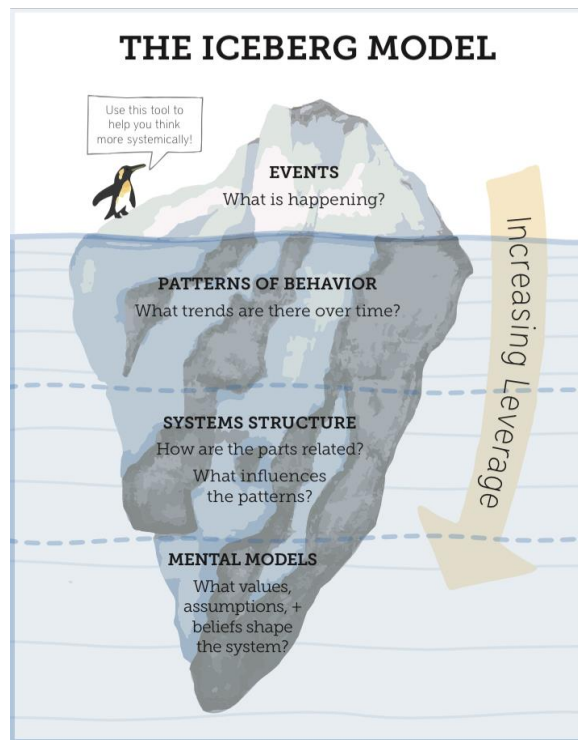 THE ICEBERG MODEL
Use this tool to
help you think
more systemically!
EVENTS
What is happening?
PATTERNS OF BEHAVIOR
What trends are there over time?
SYSTEMS STRUCTURE
How are the parts related?
What influences
the patterns?
MENTAL MODELS
What values,
assumptions, +
beliefs shape
the system?
Increasing Leverage